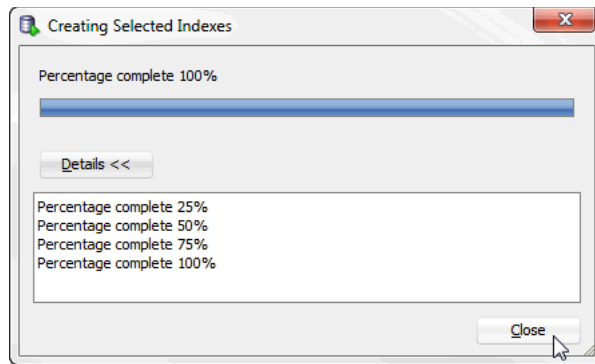 Creating Selected Indexes
Percentage complete 100%
Details <<
Percentage complete 25%
Percentage complete 50%
Percentage complete 75%
Percentage complete 100%
Close